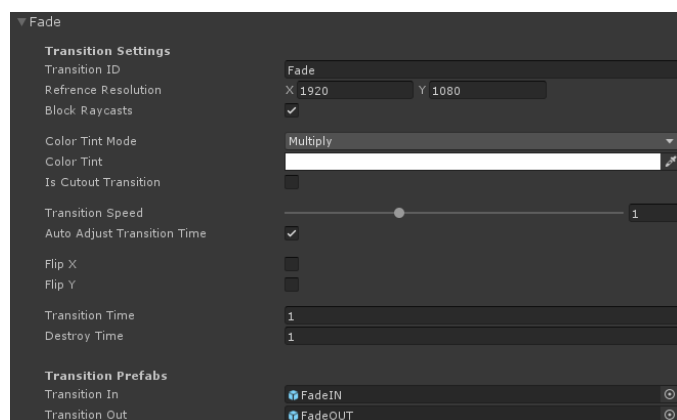 Fade
Transition Settings
Transition ID Fade
Refrence Resolution X 1920 Y 1080
Block Raycasts
Color Tint Mode Multiply
Color Tint
Is Cutout Transition
Transition Speed 1
Auto Adjust Transition Time
Flip X
Flip Y
Transition Time 1
Destroy Time 1
Transition Prefabs
Transition In FadeIN
Transition Out FadeOUT